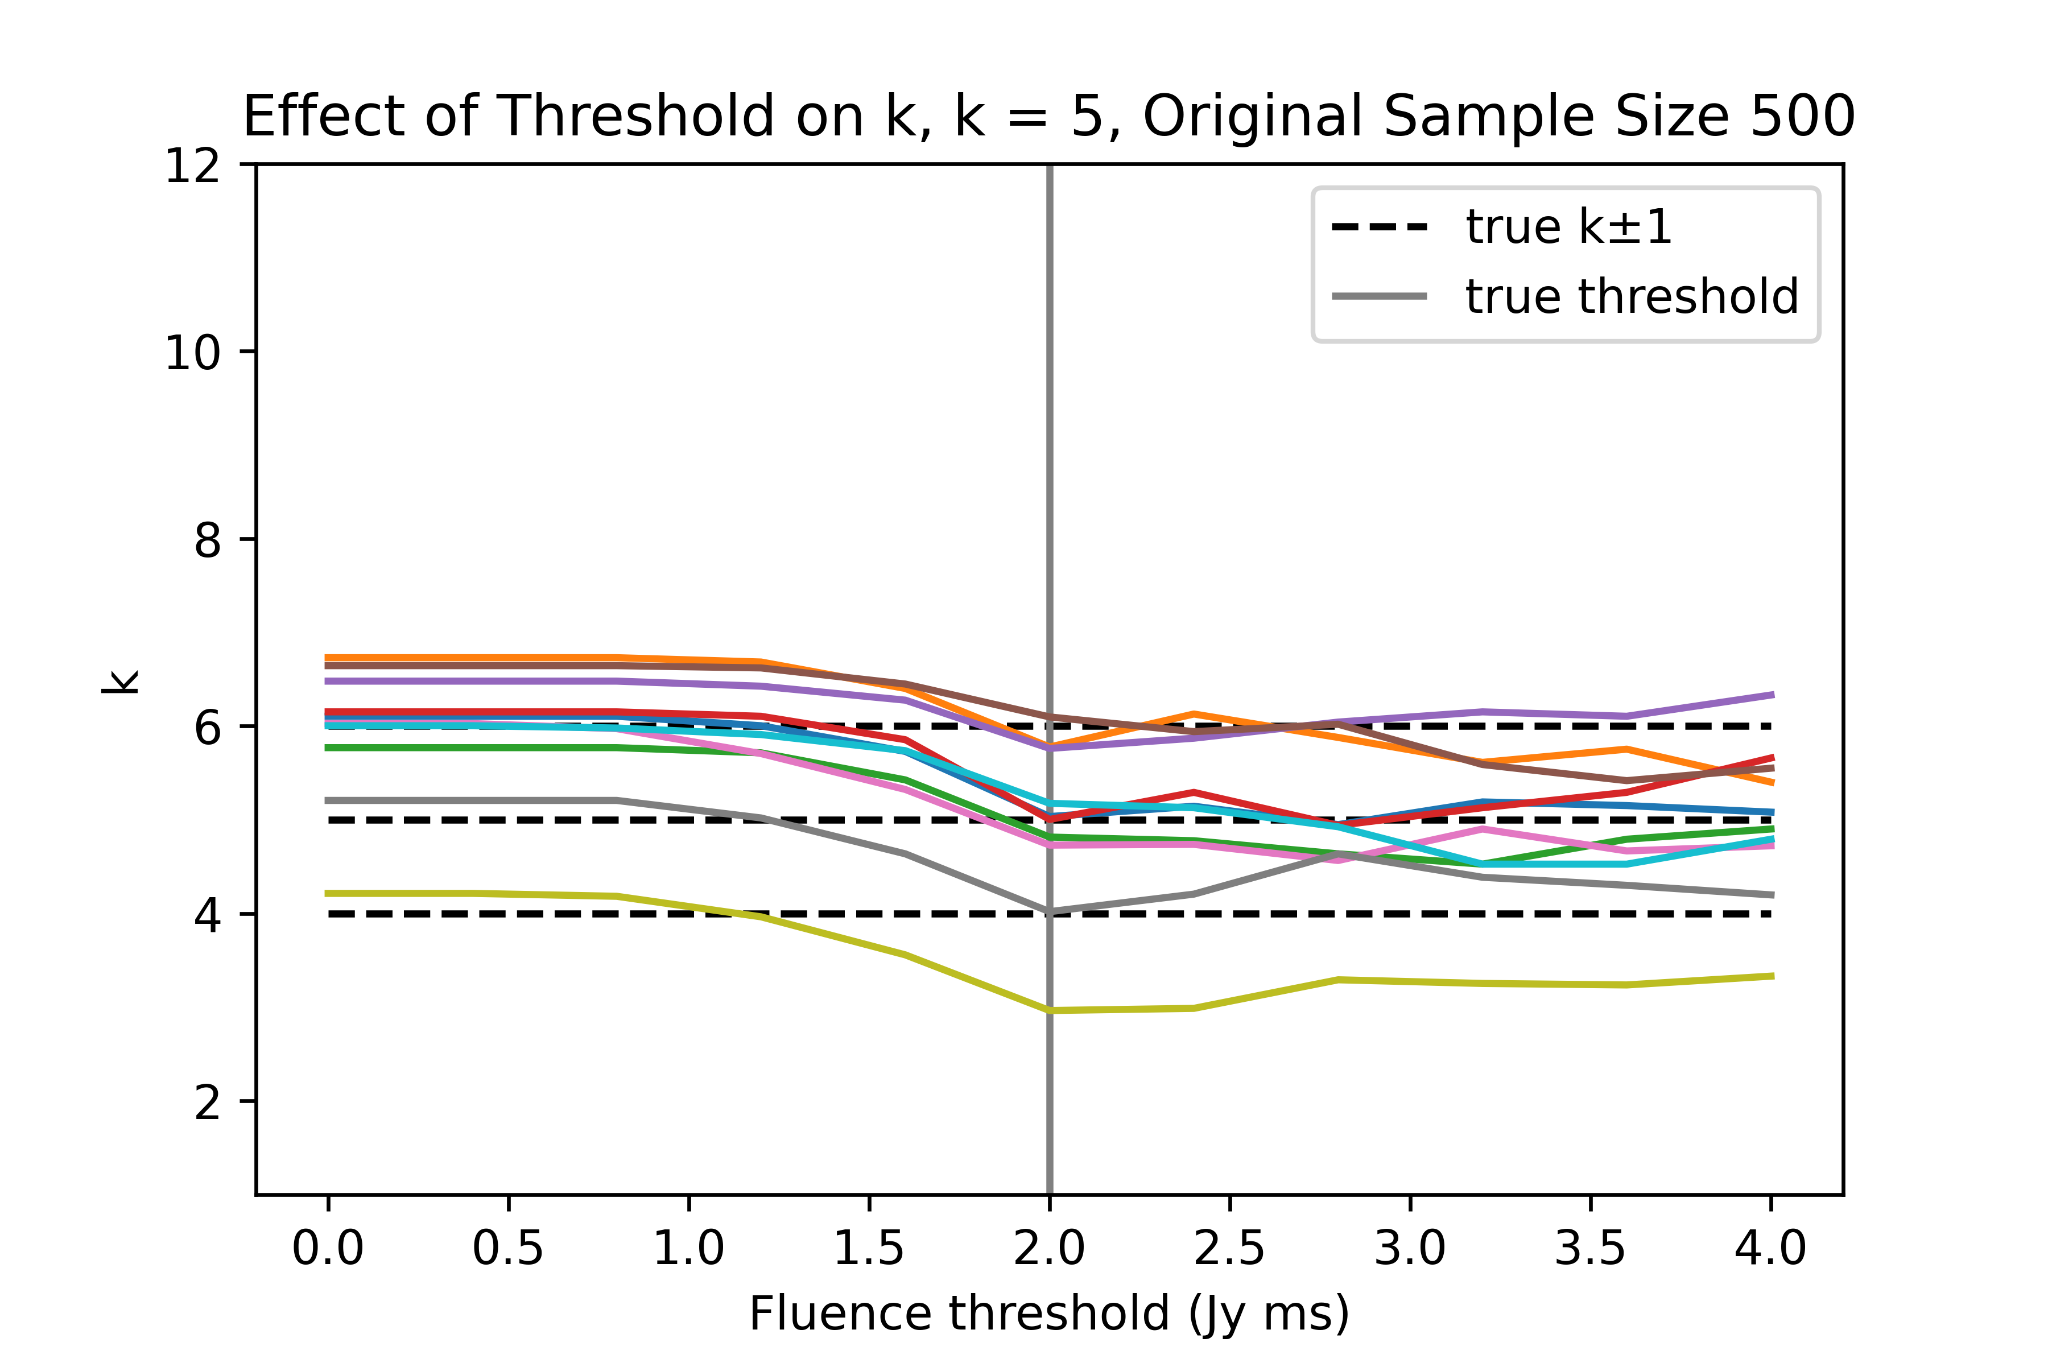 Effect of Threshold on k, k = 5, Original Sample Size 500
12
10
8
6
4
2
k
true k±1
true threshold
0.0 0.5 1.0 1.5 2.0 2.5 3.0 3.5 4.0
Fluence threshold (Jy ms)